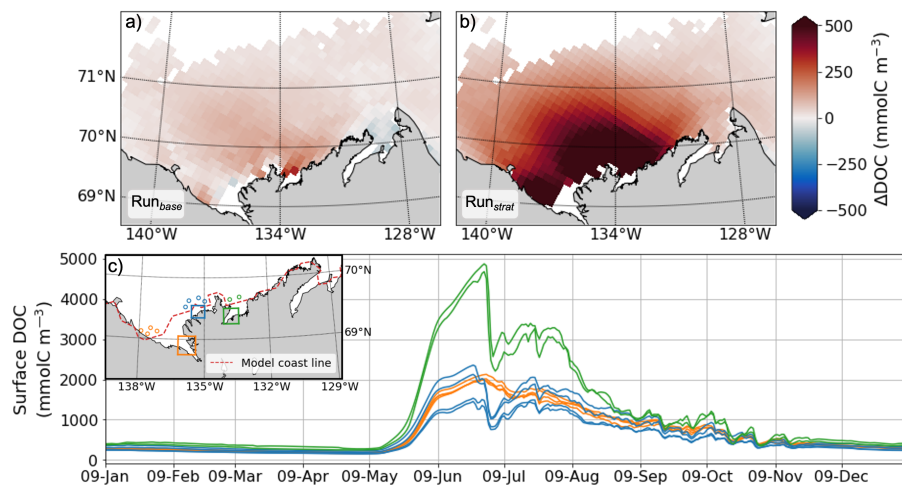 a)
b)
500
71°N
250
ΔDOC (mmolC m⁻³)
70°N
0
−250
69°N
Run_base
Run_strat
−500
140°W
134°W
128°W
140°W
134°W
128°W
5000
c)
70°N
4000
69°N
3000
Model coast line
138°W
135°W
132°W
129°W
Surface DOC
(mmolC m⁻³)
2000
1000
0
09-Jan
09-Feb
09-Mar
09-Apr
09-May
09-Jun
09-Jul
09-Aug
09-Sep
09-Oct
09-Nov
09-Dec